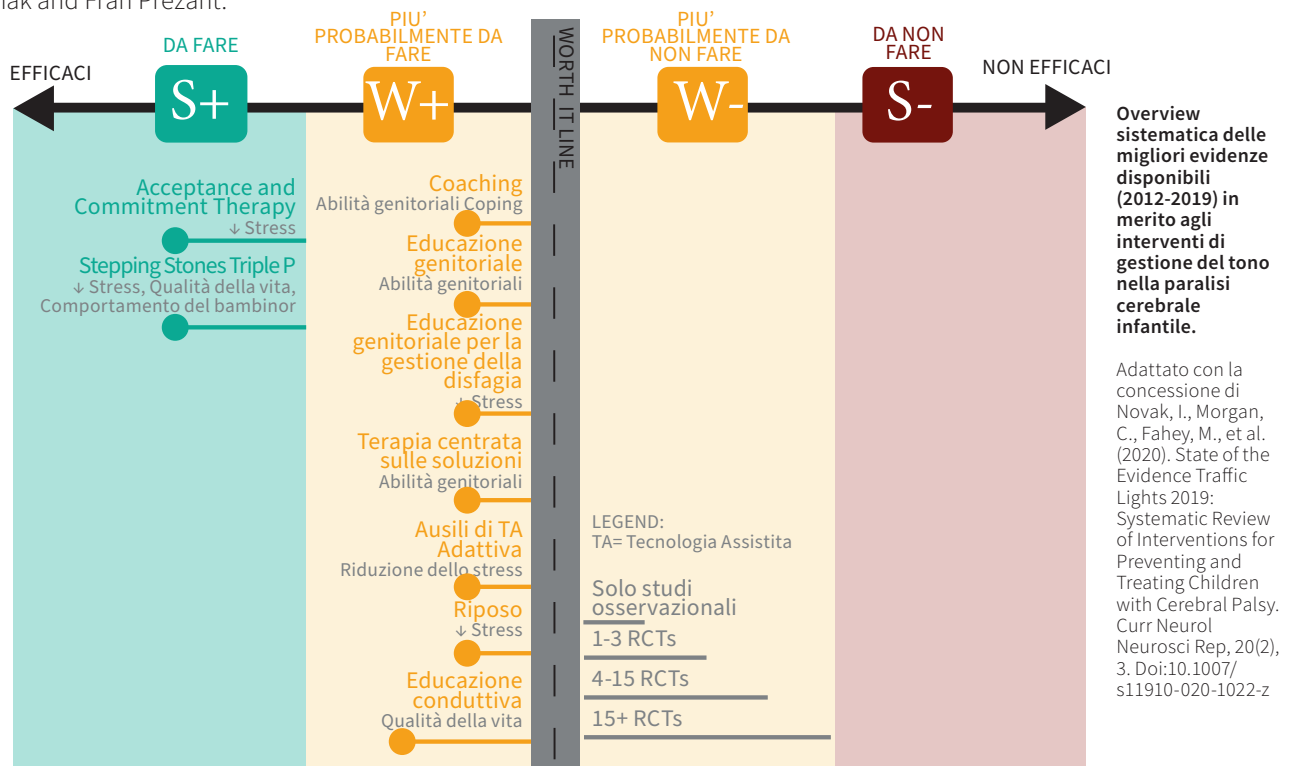 ak and Fran Prezant.
EFFICACI
DA FARE
S+
PIU'
PROBABILMENTE DA
FARE
W+
WORTH IT LINE
PIU'
PROBABILMENTE DA
NON FARE
W-
DA NON
FARE
S-
NON EFFICACI
Acceptance and
Commitment Therapy
↓ Stress
Stepping Stones Triple P
↓ Stress, Qualità della vita,
Comportamento del bambinor
Coaching
Abilità genitoriali Coping
Educazione
genitoriale
Abilità genitoriali
Educazione
genitoriale per la
gestione della
disfagia
↓ Stress
Terapia centrata
sulle soluzioni
Abilità genitoriali
Ausili di TA
Adattiva
Riduzione dello stress
Riposo
↓ Stress
Educazione
conduttiva
Qualità della vita
LEGEND:
TA= Tecnologia Assistita
Solo studi
osservazionali
1-3 RCTs
4-15 RCTs
15+ RCTs
Overview
sistematica delle
migliori evidenze
disponibili
(2012-2019) in
merito agli
interventi di
gestione del tono
nella paralisi
cerebrale
infantile.
Adattato con la
concessione di
Novak, I., Morgan,
C., Fahey, M., et al.
(2020). State of the
Evidence Traffic
Lights 2019:
Systematic Review
of Interventions for
Preventing and
Treating Children
with Cerebral Palsy.
Curr Neurol
Neurosci Rep, 20(2),
3. Doi:10.1007/
s11910-020-1022-z